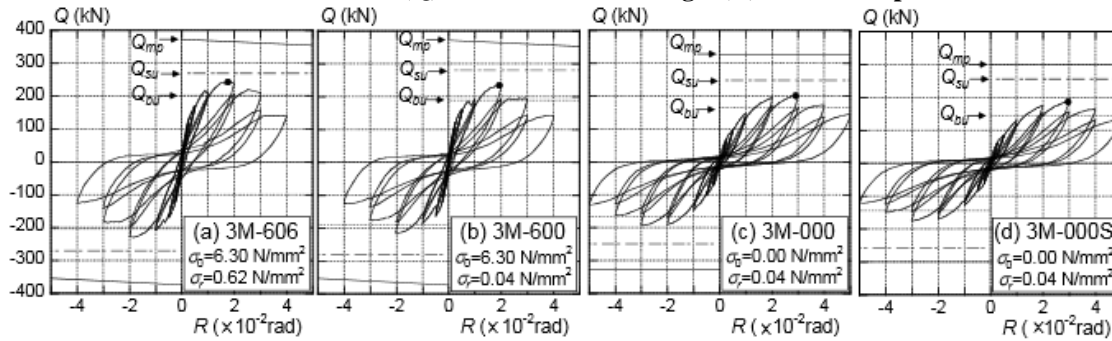 Q (kN)
Q (kN)
Q (kN)
Q (kN)
400
300
200
100
0
-100
-200
-300
-400
Qmp
Qsu
Qbu
(a) 3M-606
σ0=6.30 N/mm²
σr=0.62 N/mm²
-4 -2 0 2 4
R (×10⁻²rad)
Qmp
Qsu
Qbu
(b) 3M-600
σ0=6.30 N/mm²
σr=0.04 N/mm²
-4 -2 0 2 4
R (×10⁻²rad)
Qmp
Qsu
Qbu
(c) 3M-000
σ0=0.00 N/mm²
σr=0.04 N/mm²
-4 -2 0 2 4
R (×10⁻²rad)
Qmp
Qsu
Qbu
(d) 3M-000S
σ0=0.00 N/mm²
σr=0.04 N/mm²
-4 -2 0 2 4
R (×10⁻²rad)